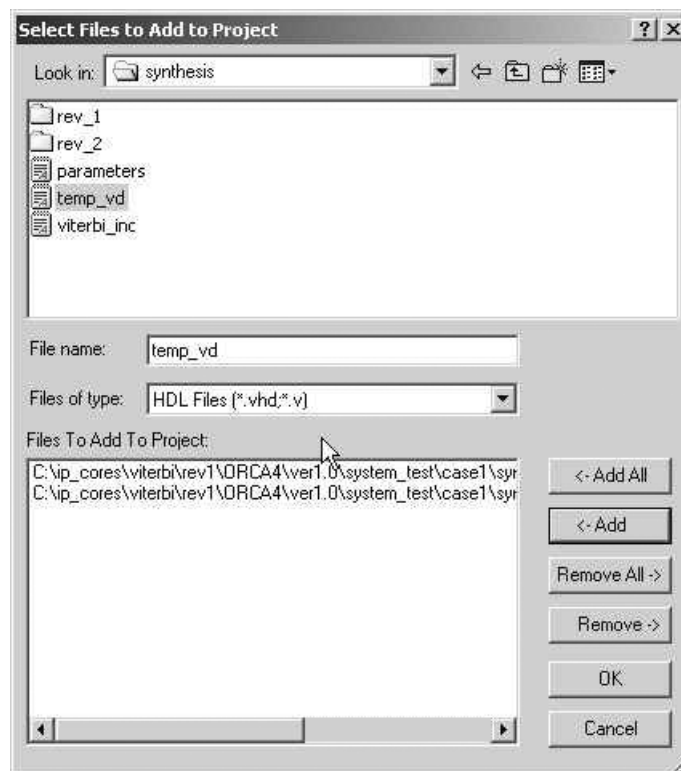 Select Files to Add to Project
Look in: synthesis
rev_1
rev_2
parameters
temp_vd
viterbi_inc
File name: temp_vd
Files of type: HDL Files (*.vhd;*.v)
Files To Add To Project:
C:\ip_cores\viterbi\rev1\ORCA4\ver1.0\system_test\case1\syn
C:\ip_cores\viterbi\rev1\ORCA4\ver1.0\system_test\case1\syn
<- Add All
<- Add
Remove All ->
Remove ->
OK
Cancel